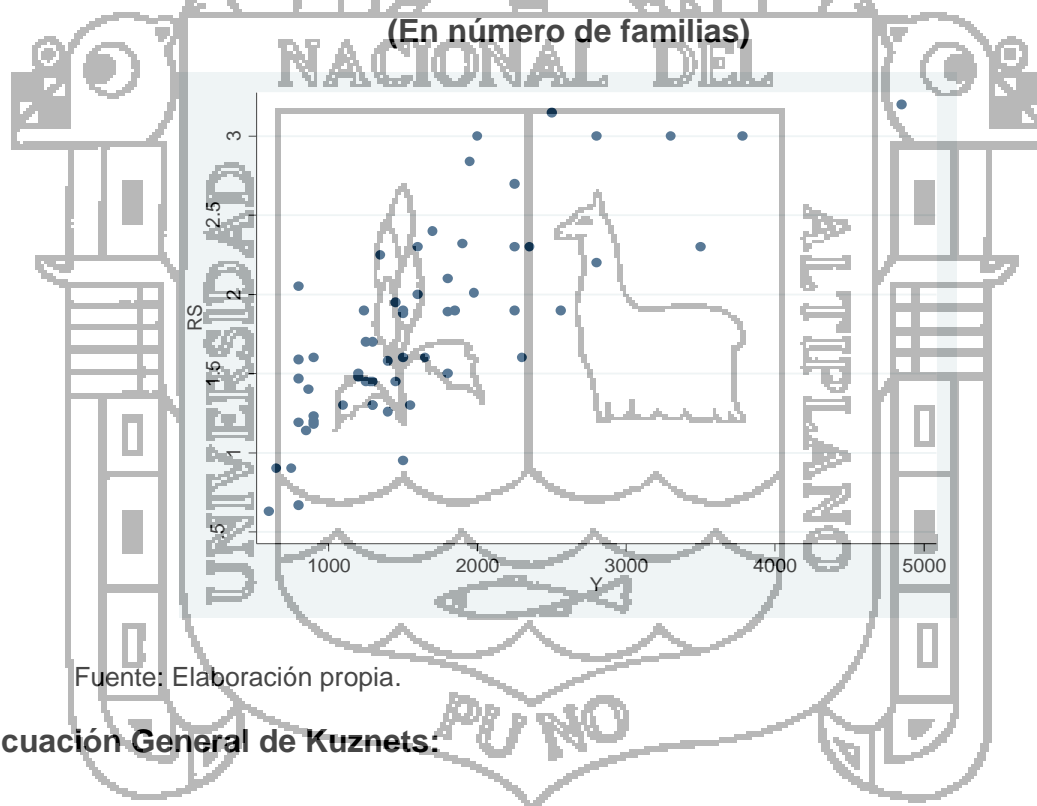 (En número de familias)
UNIVERSIDAD
NACIONAL DEL
ALTIPLANO
3
2.5
2
1.5
1
.5
RS
1000 2000 3000 4000 5000
Y
Fuente: Elaboración propia.
PUNO
cuación General de Kuznets: